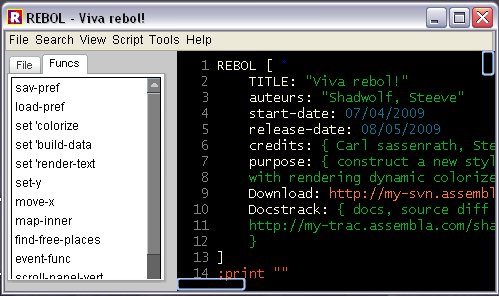 REBOL - Viva rebol!
File Search View Script Tools Help
File Funcs
sav-pref
load-pref
set 'colorize
set 'build-data
set 'render-text
set-y
move-x
map-inner
find-free-places
event-func
scroll-panel-vert
1 REBOL [
2 TITLE: "Viva rebol!"
3 auteurs: "Shadwolf, Steeve"
4 start-date: 07/04/2009
5 release-date: 08/05/2009
6 credits: { Carl sassenrath, Ste
7 purpose: { construct a new styl
8 with rendering dynamic colorize
9 Download: http://my-svn.assembl
10 Docstrack: { docs, source diff
11 http://my-trac.assembla.com/sha
12 }
13 ]
14 ;print ""